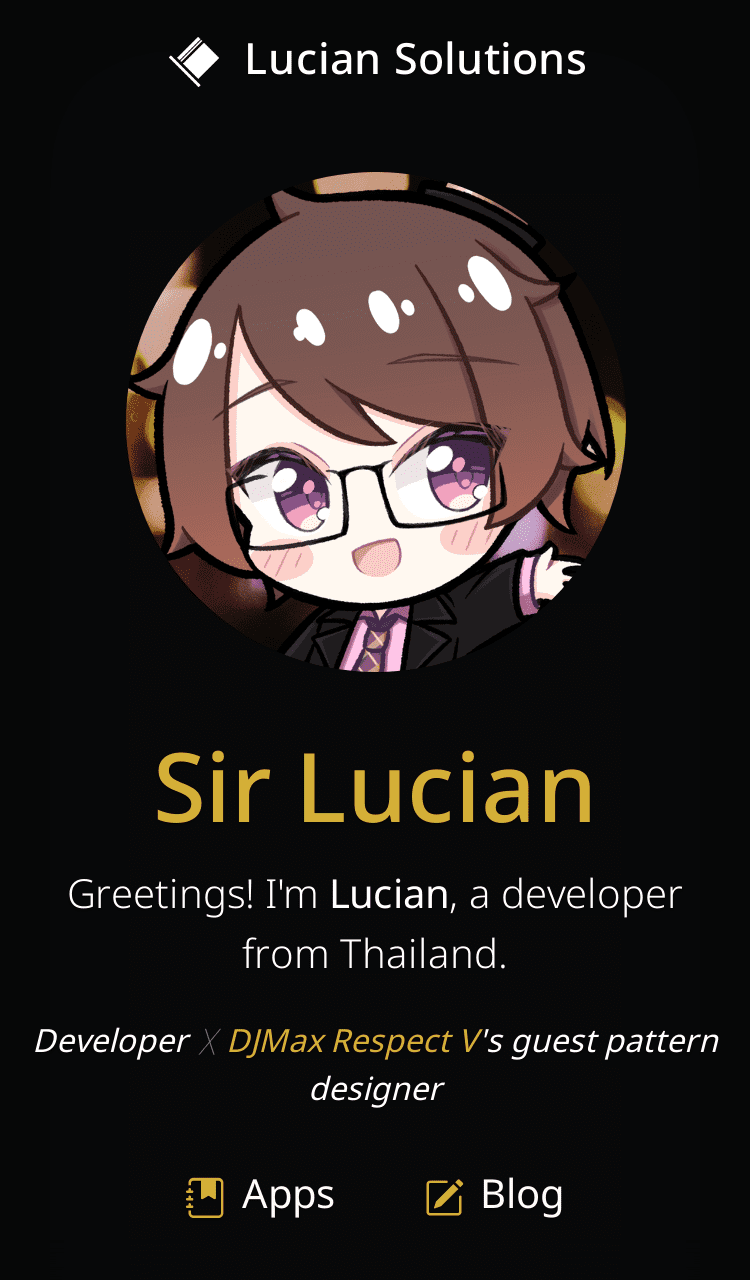 Lucian Solutions
Sir Lucian
Greetings! I'm Lucian, a developer
from Thailand.
Developer X DJMax Respect V's guest pattern
designer
Apps
Blog